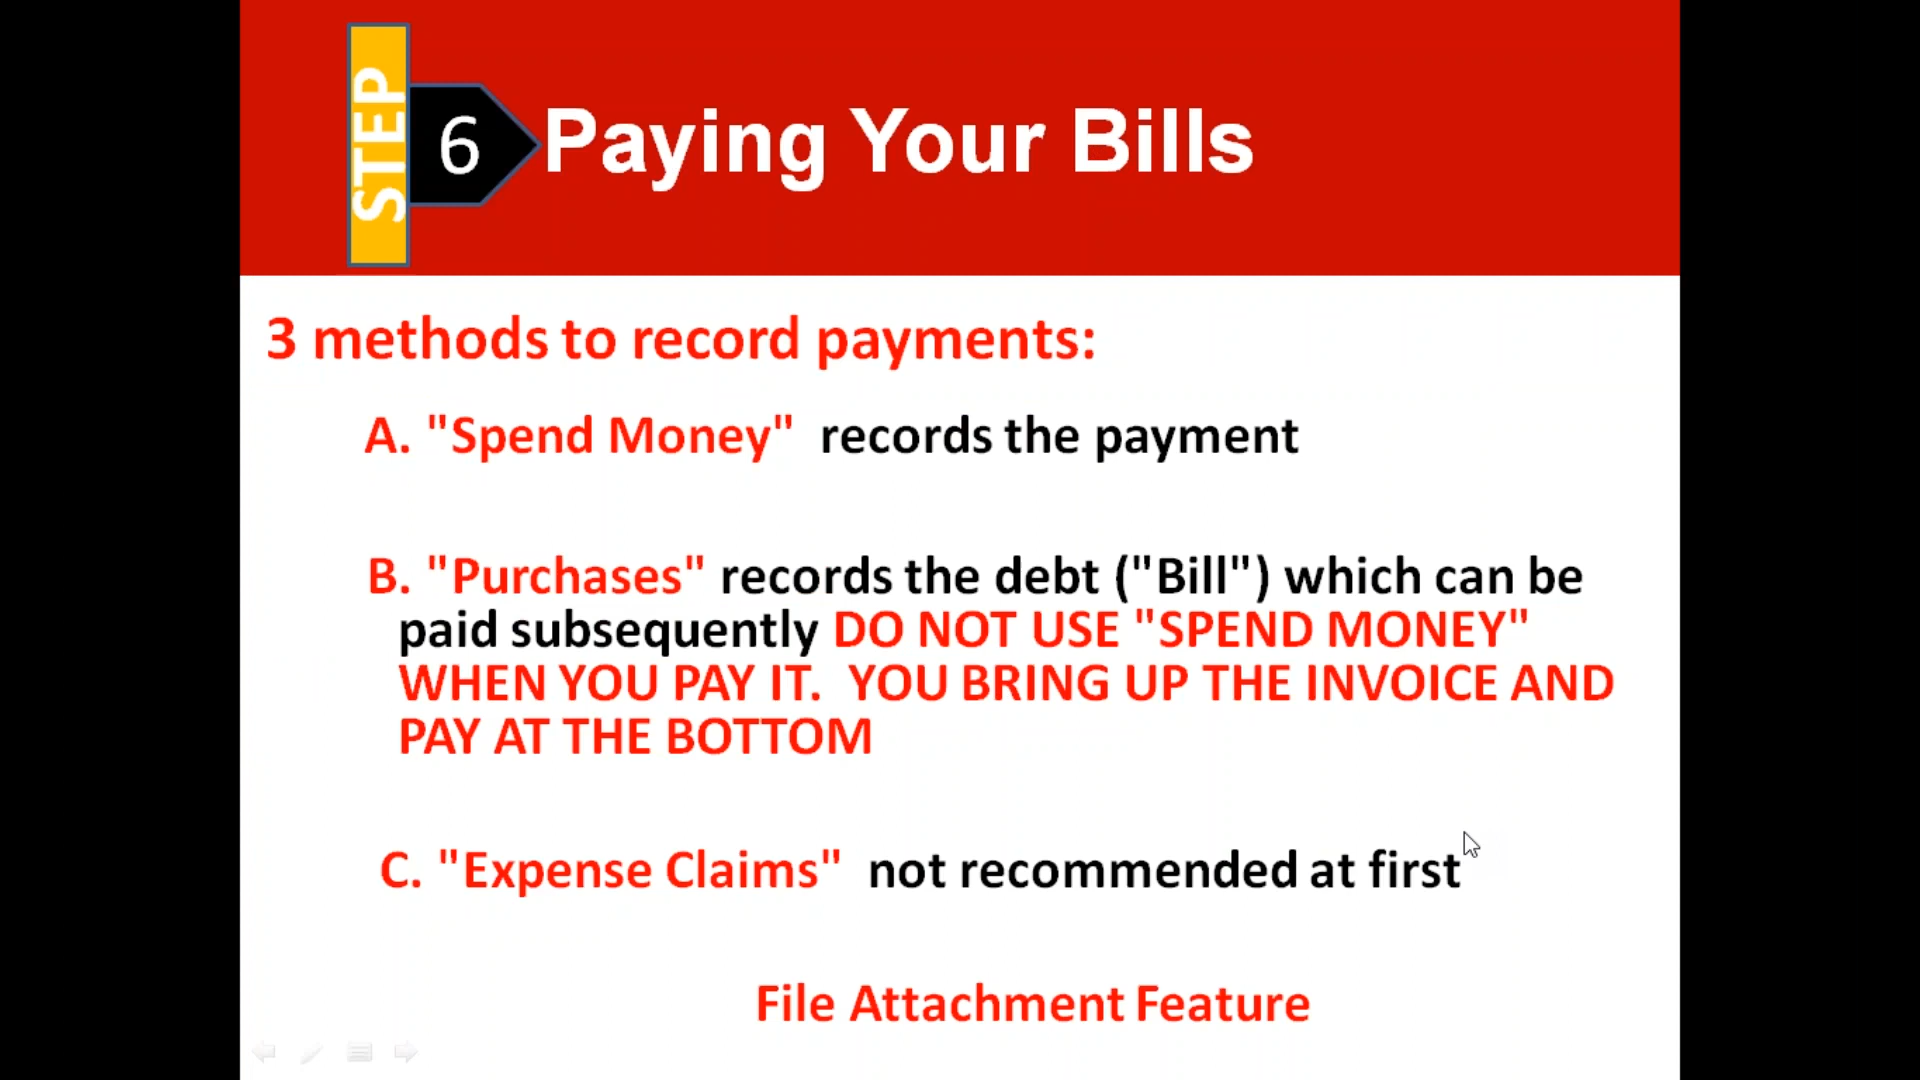 STEP
6
Paying Your Bills
3 methods to record payments:
A. "Spend Money"  records the payment
B. "Purchases" records the debt ("Bill") which can be
paid subsequently DO NOT USE "SPEND MONEY"
WHEN YOU PAY IT.  YOU BRING UP THE INVOICE AND
PAY AT THE BOTTOM
C. "Expense Claims"  not recommended at first
File Attachment Feature